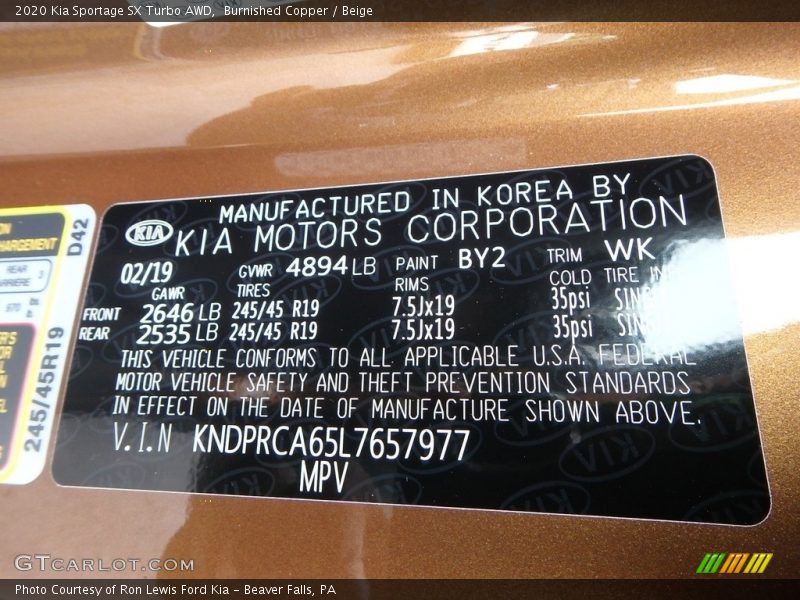 2020 Kia Sportage SX Turbo AWD, Burnished Copper / Beige
MANUFACTURED IN KOREA BY
KIA KIA MOTORS CORPORATION
02/19 GVWR 4894 LB PAINT BY2 TRIM WK
GAWR TIRES RIMS COLD TIRE
FRONT 2646 LB 245/45 R19 7.5Jx19 35psi
REAR 2535 LB 245/45 R19 7.5Jx19 35psi
THIS VEHICLE CONFORMS TO ALL APPLICABLE U.S.A. FEDERAL
MOTOR VEHICLE SAFETY AND THEFT PREVENTION STANDARDS
IN EFFECT ON THE DATE OF MANUFACTURE SHOWN ABOVE.
V.I.N KNDPRCA65L7657977
MPV
D42
REAR
970
245/45R19
GTCARLOT.COM
Photo Courtesy of Ron Lewis Ford Kia - Beaver Falls, PA